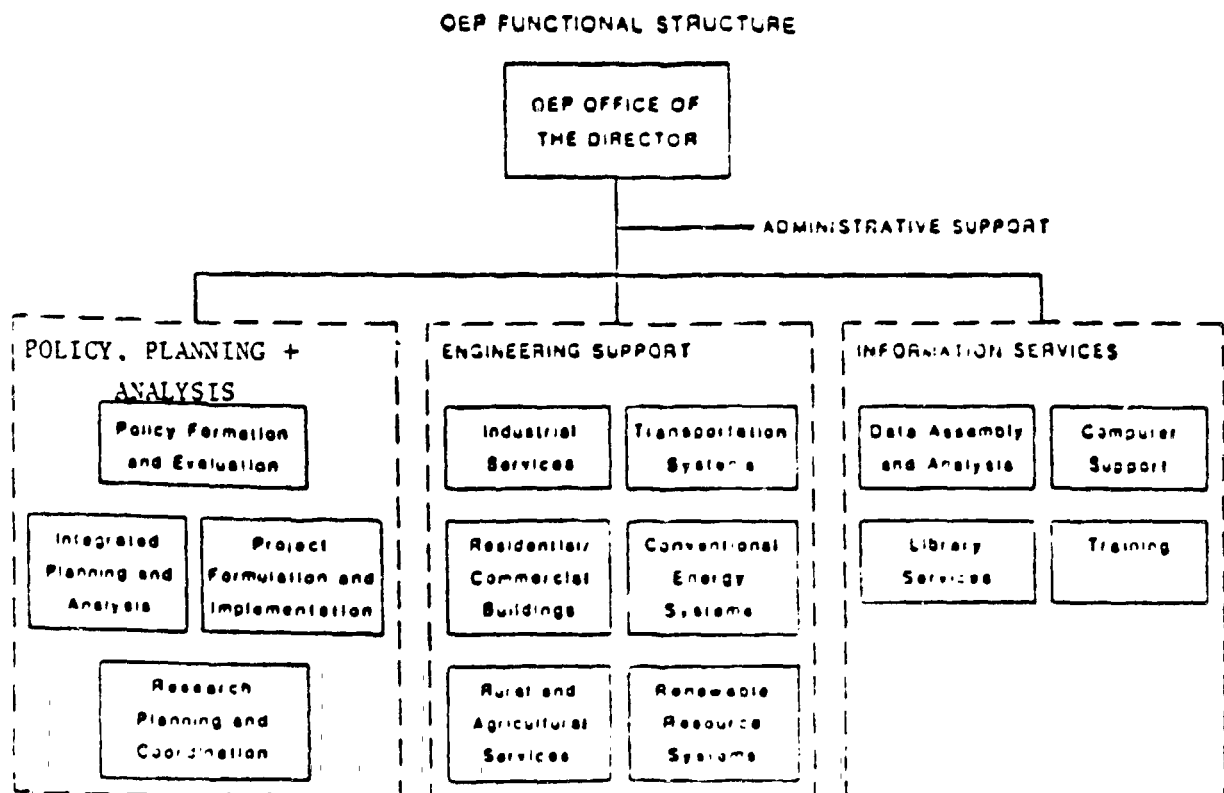 OEP FUNCTIONAL STRUCTURE
OEP OFFICE OF
THE DIRECTOR
ADMINISTRATIVE SUPPORT
POLICY, PLANNING +
ANALYSIS
Policy Formation
and Evaluation
Integrated
Planning and
Analysis
Project
Formulation and
Implementation
Research
Planning and
Coordination
ENGINEERING SUPPORT
Industrial
Services
Transportation
Systems
Residential/
Commercial
Buildings
Conventional
Energy
Systems
Rural and
Agricultural
Services
Renewable
Resource
Systems
INFORMATION SERVICES
Data Assembly
and Analysis
Computer
Support
Library
Services
Training